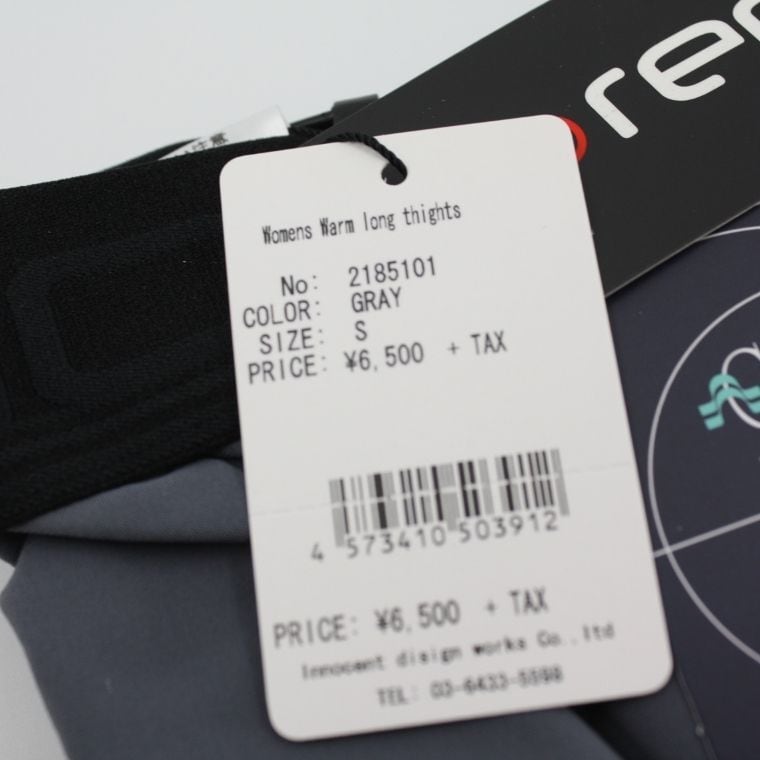 re
Womens Warm long thights
No: 2185101
COLOR: GRAY
SIZE: S
PRICE: ¥6,500 + TAX
4 573410 503912
PRICE: ¥6,500 + TAX
Innocent disign works Co.,ltd
TEL: 03-6433-5598